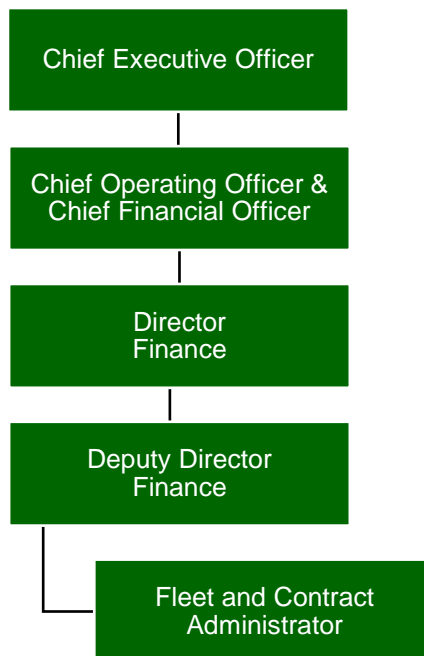 Chief Executive Officer
Chief Operating Officer &
Chief Financial Officer
Director
Finance
Deputy Director
Finance
Fleet and Contract
Administrator